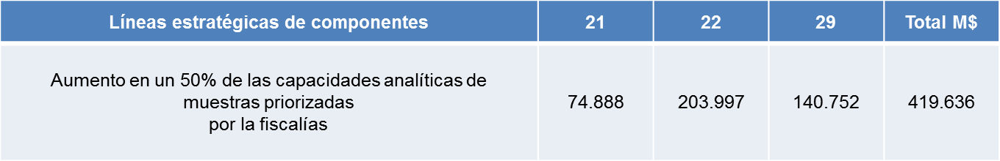 Líneas estratégicas de componentes 21 22 29 Total M$
Aumento en un 50% de las capacidades analíticas de
muestras priorizadas 74.888 203.997 140.752 419.636
por la fiscalías